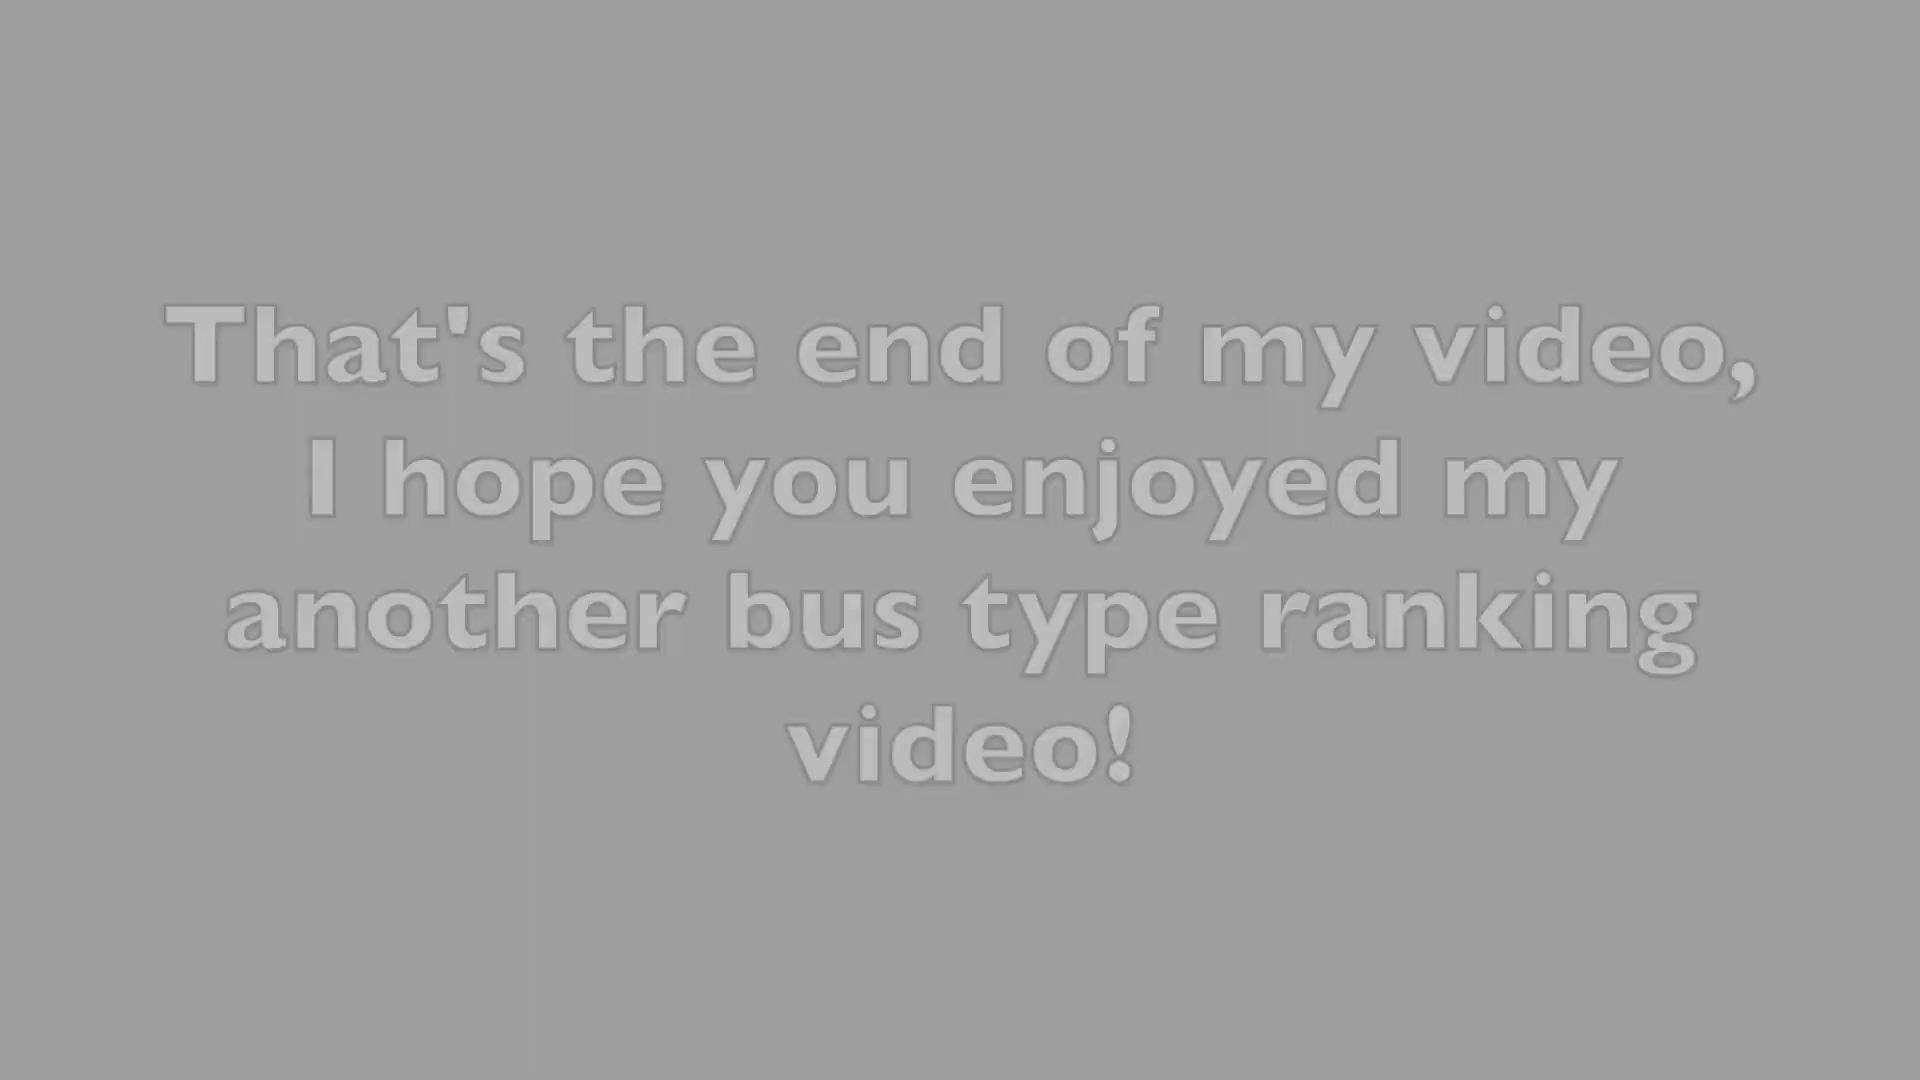 That's the end of my video,
I hope you enjoyed my
another bus type ranking
video!